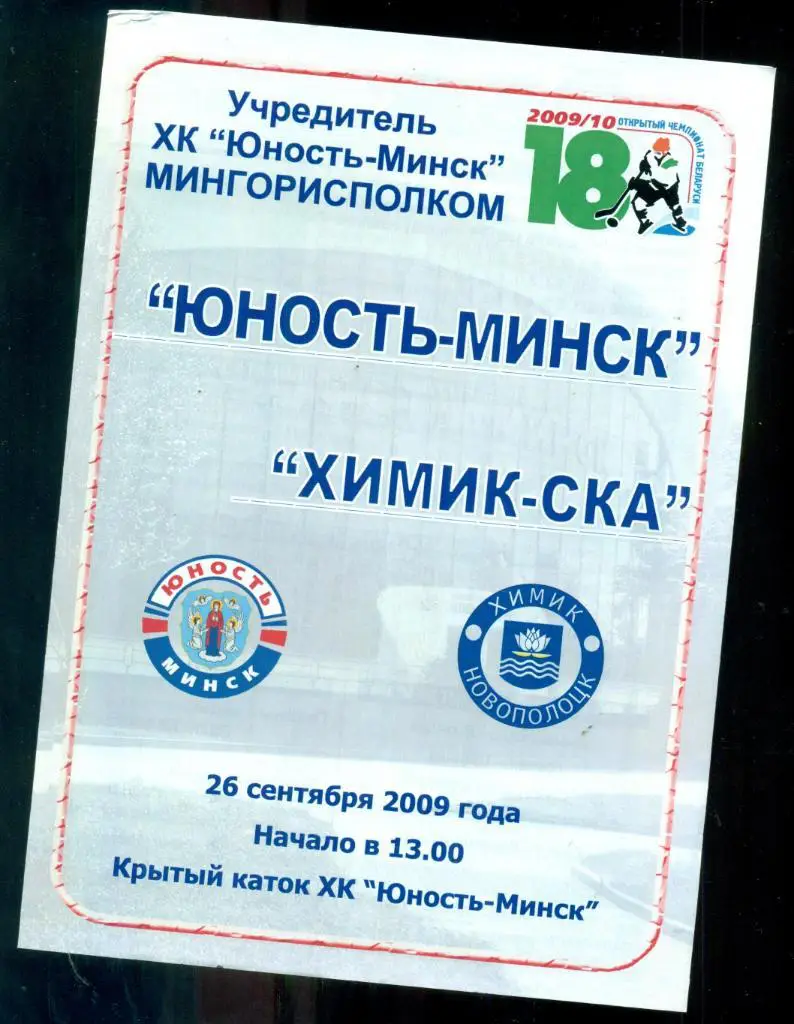 Учредитель
ХК “Юность-Минск”
МИНГОРИСПОЛКОМ
2009/10 ОТКРЫТЫЙ ЧЕМПИОНАТ БЕЛАРУСИ
18
“ЮНОСТЬ-МИНСК”
“ХИМИК-СКА”
ЮНОСТЬ
МИНСК
ХИМИК
НОВОПОЛОЦК
26 сентября 2009 года
Начало в 13.00
Крытый каток ХК “Юность-Минск”